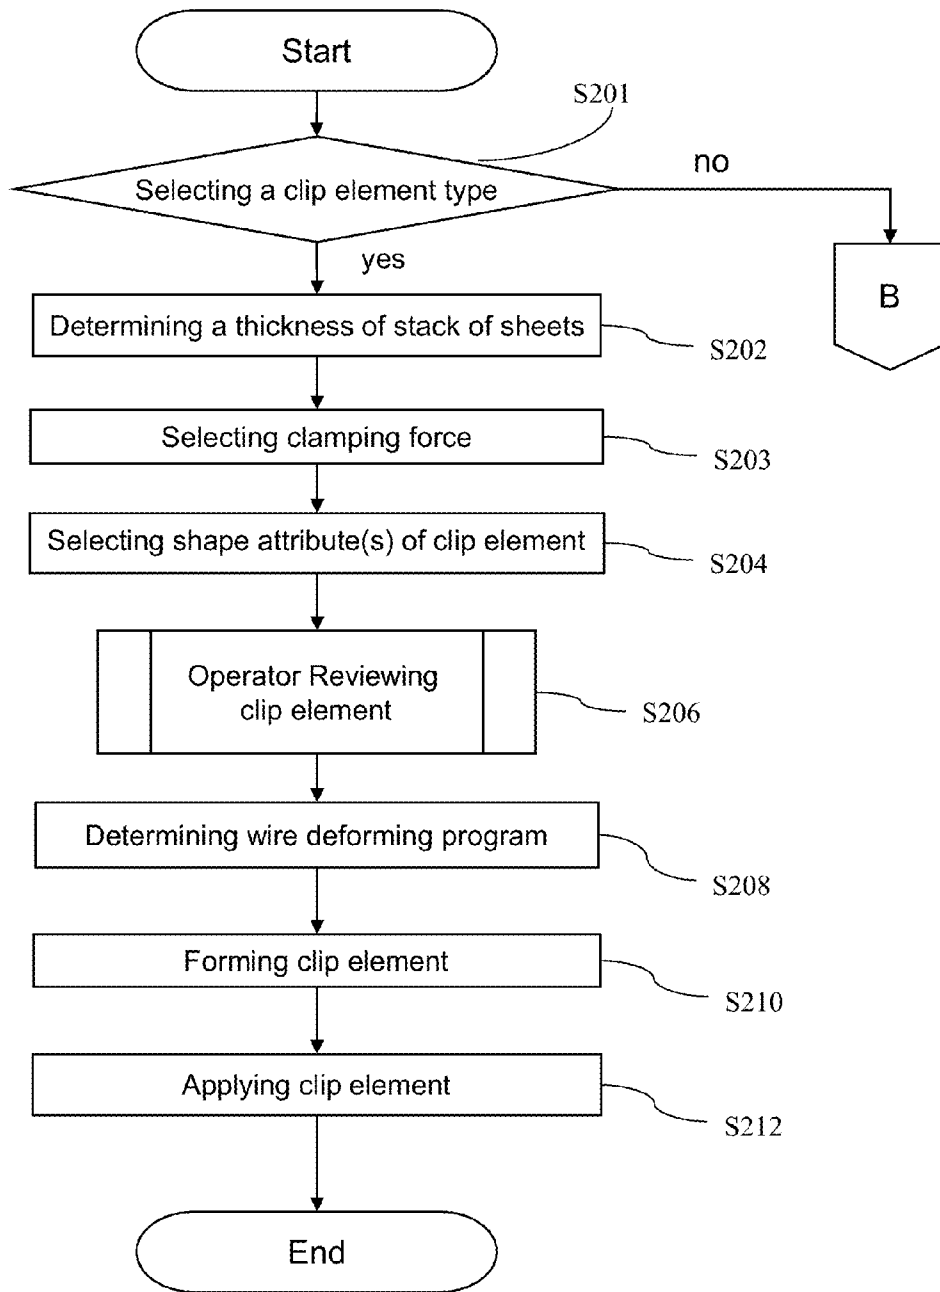 Start
S201
Selecting a clip element type
no
yes
B
Determining a thickness of stack of sheets
S202
Selecting clamping force
S203
Selecting shape attribute(s) of clip element
S204
Operator Reviewing
clip element
S206
Determining wire deforming program
S208
Forming clip element
S210
Applying clip element
S212
End